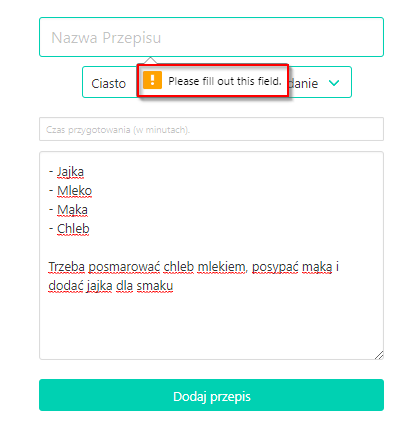 Nazwa Przepisu
Please fill out this field.
Ciasto danie
Czas przygotowania (w minutach).
- Jajka
- Mleko
- Mąka
- Chleb
Trzeba posmarować chleb mlekiem, posypać mąką i
dodać jajka dla smaku
Dodaj przepis